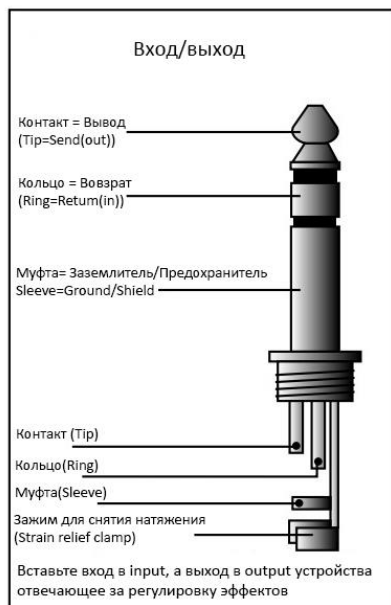 Вход/выход
Контакт = Вывод
(Tip=Send(out))
Кольцо = Вовзрат
(Ring=Retum(in))
Муфта= Заземлитель/Предохранитель
Sleeve=Ground/Shield
Контакт (Tip)
Кольцо(Ring)
Муфта(Sleeve)
Зажим для снятия натяжения
(Strain relief clamp)
Вставьте вход в input, а выход в output устройства
отвечающее за регулировку эффектов